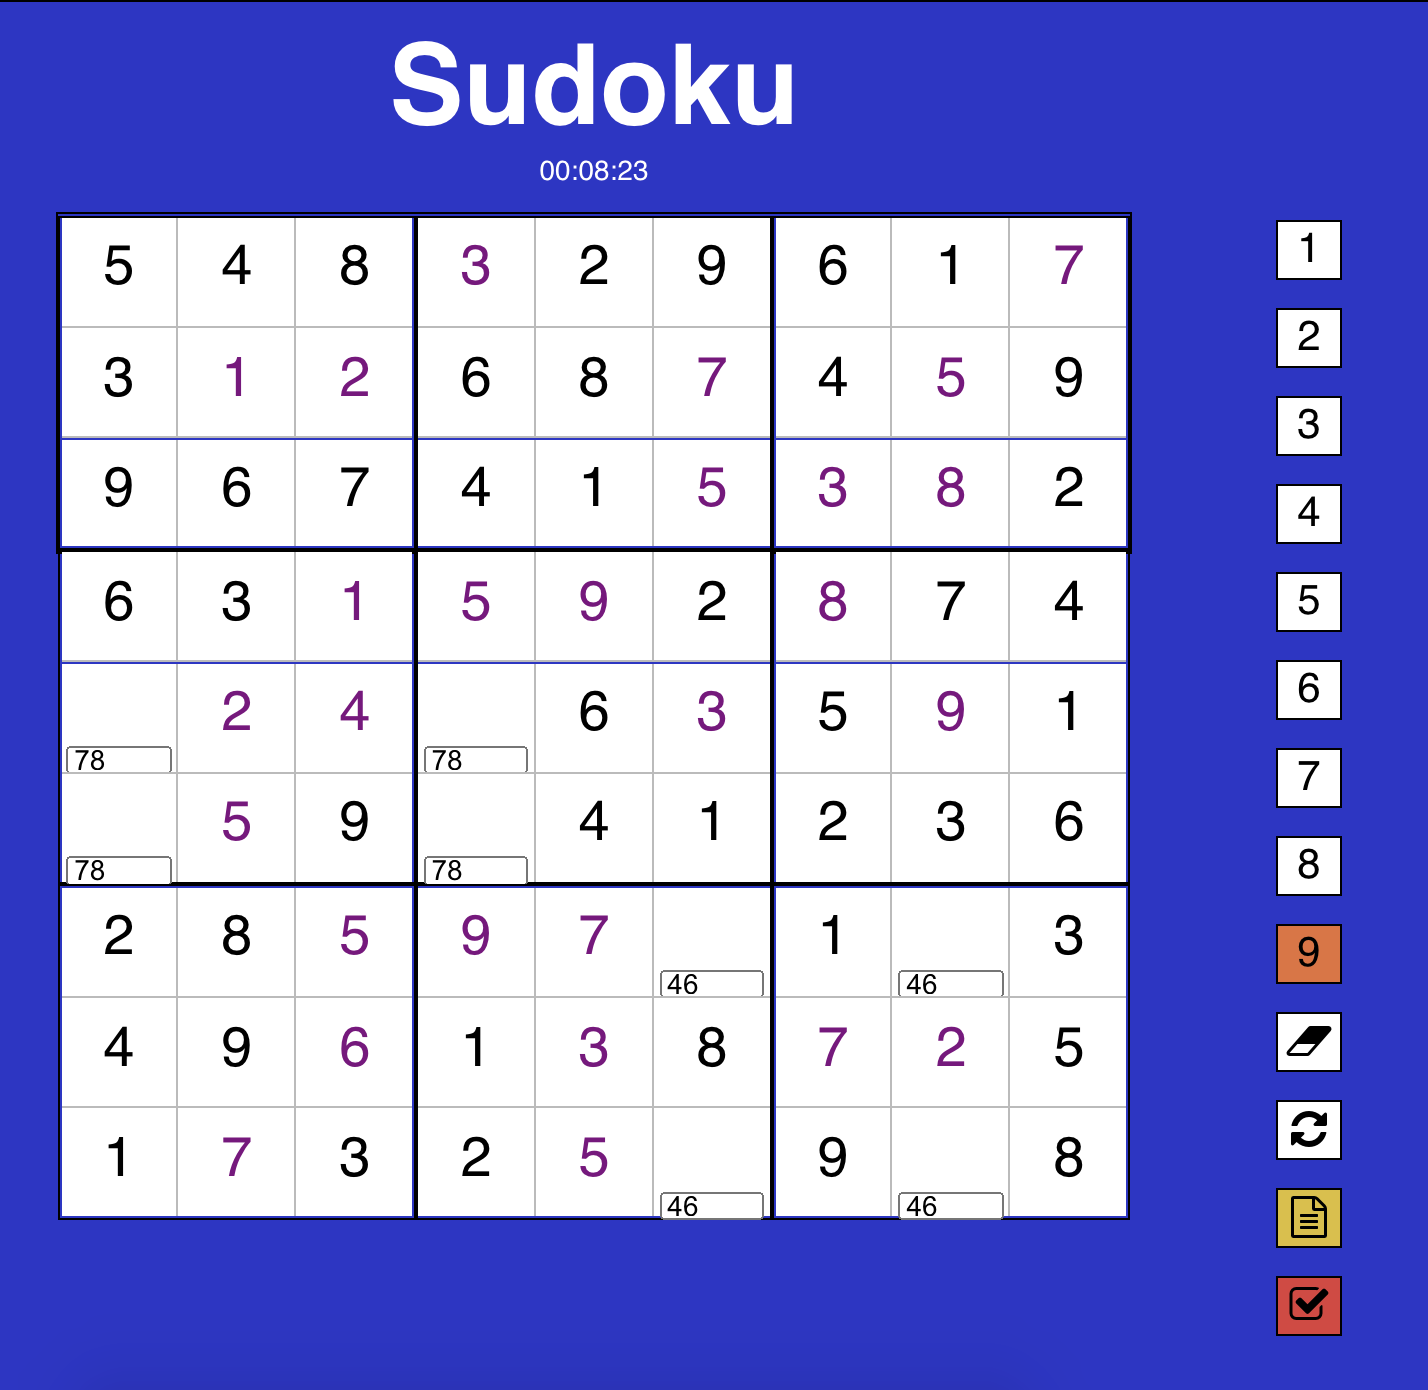 Sudoku
00:08:23
5 4 8 3 2 9 6 1 7
3 1 2 6 8 7 4 5 9
9 6 7 4 1 5 3 8 2
6 3 1 5 9 2 8 7 4
2 4 6 3 5 9 1
78 78
5 9 4 1 2 3 6
78 78
2 8 5 9 7 1 3
46 46
4 9 6 1 3 8 7 2 5
1 7 3 2 5 9 8
46 46
1
2
3
4
5
6
7
8
9